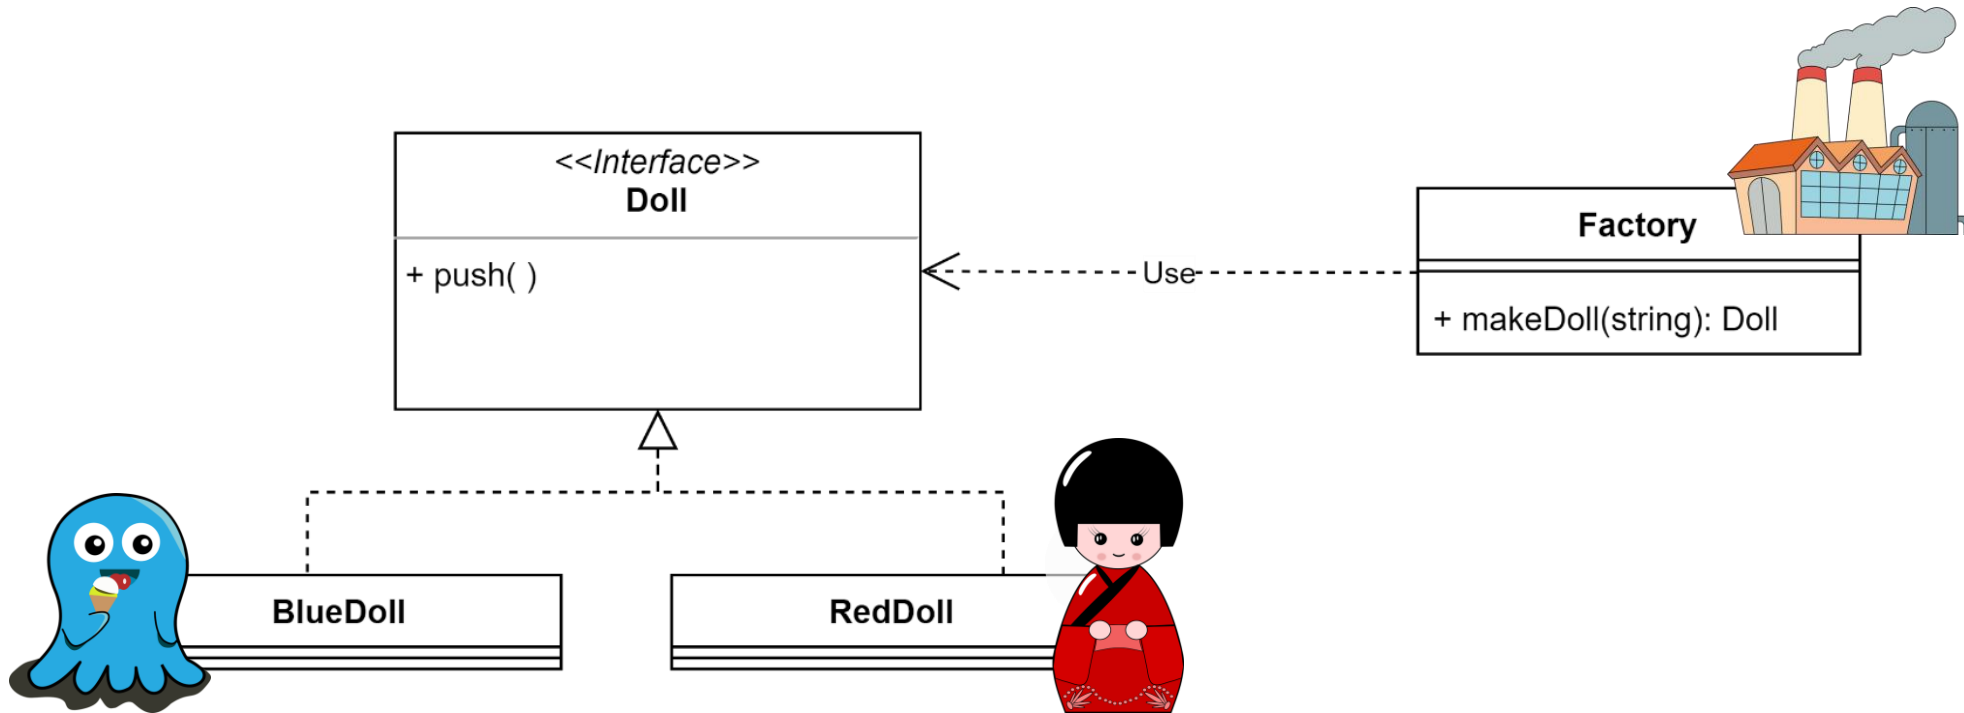 <<Interface>>
Doll
+ push( )
Use
Factory
+ makeDoll(string): Doll
BlueDoll
RedDoll